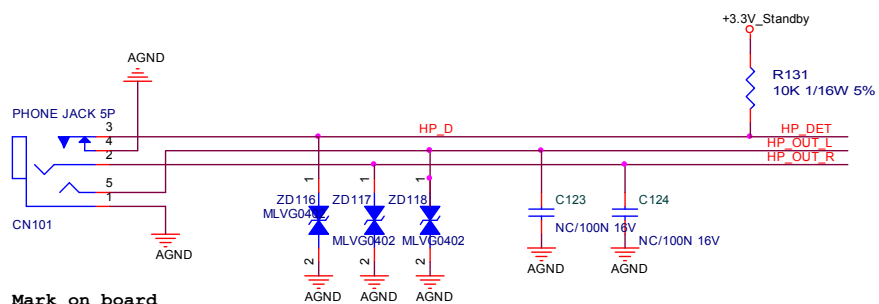 +3.3V_Standby
AGND
R131
10K 1/16W 5%
PHONE JACK 5P
3
HP_D
HP_DET
4
HP_OUT_L
2
HP_OUT_R
5
1
1
1
1
ZD116
ZD117
ZD118
C123
C124
MLVG0402
MLVG0402
MLVG0402
NC/100N 16V
NC/100N 16V
CN101
AGND
2
2
2
AGND
AGND
AGND
AGND
AGND
Mark on board